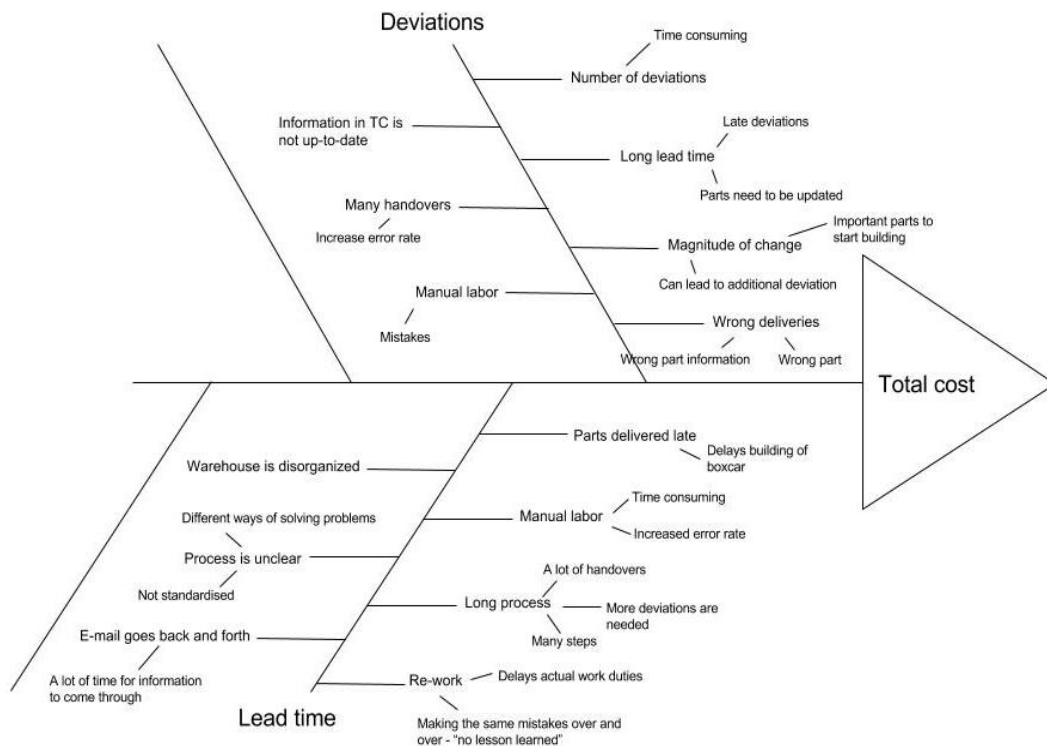 Deviations
Time consuming
Number of deviations
Information in TC is
not up-to-date
Late deviations
Long lead time
Parts need to be updated
Many handovers
Increase error rate
Important parts to
start building
Magnitude of change
Can lead to additional deviation
Manual labor
Mistakes
Wrong deliveries
Wrong part information
Wrong part
Total cost
Parts delivered late
Delays building of
boxcar
Warehouse is disorganized
Time consuming
Manual labor
Increased error rate
Different ways of solving problems
Process is unclear
Not standardised
A lot of handovers
Long process
More deviations are
needed
Many steps
E-mail goes back and forth
A lot of time for information
to come through
Re-work
Delays actual work duties
Making the same mistakes over and
over - “no lesson learned”
Lead time